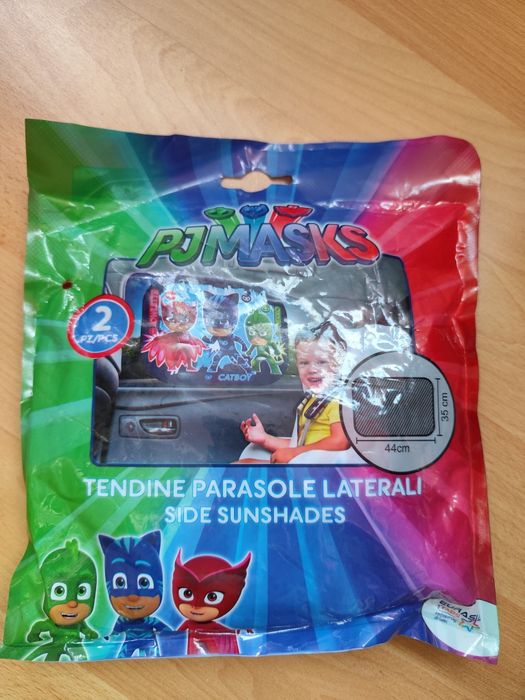 PJMASKS
2
PZ/PCS
CATBOY
35 cm
44cm
TENDINE PARASOLE LATERALI
SIDE SUNSHADES